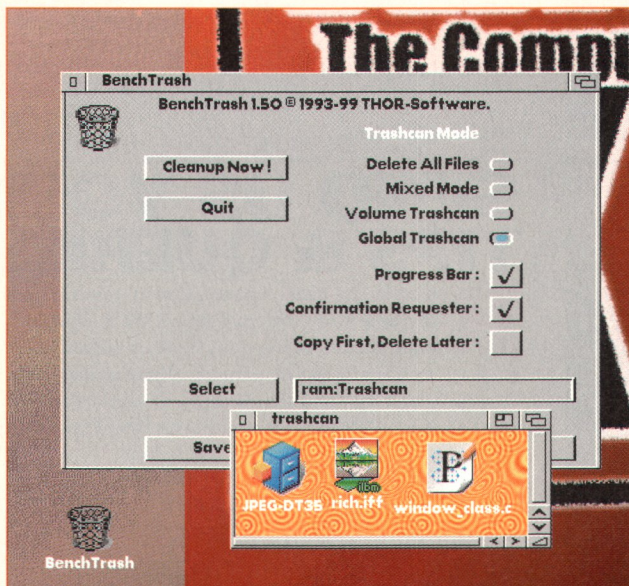 The Compu
BenchTrash
BenchTrash 1.50 © 1993-99 THOR-Software.
Trashcan Mode
Cleanup Now!
Delete All Files
Mixed Mode
Quit
Volume Trashcan
Global Trashcan
Progress Bar:
Confirmation Requester:
Copy First, Delete Later:
Select
ram:Trashcan
Save
trashcan
JPEG-DT35
rich.iff
ilbm
P
window_class.c
BenchTrash